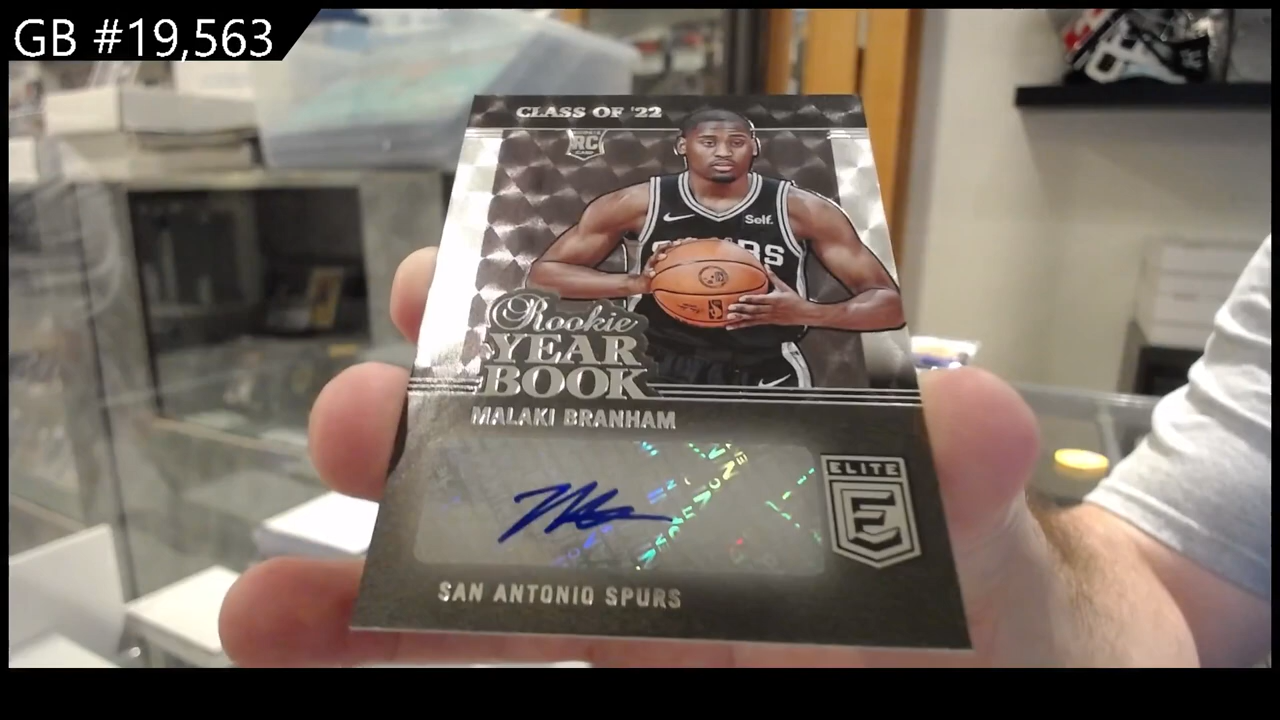 GB #19,563
CLASS OF '22
RC
Self.
Rookie
YEAR
BOOK
MALAKI BRANHAM
ELITE
E
SAN ANTONIO SPURS